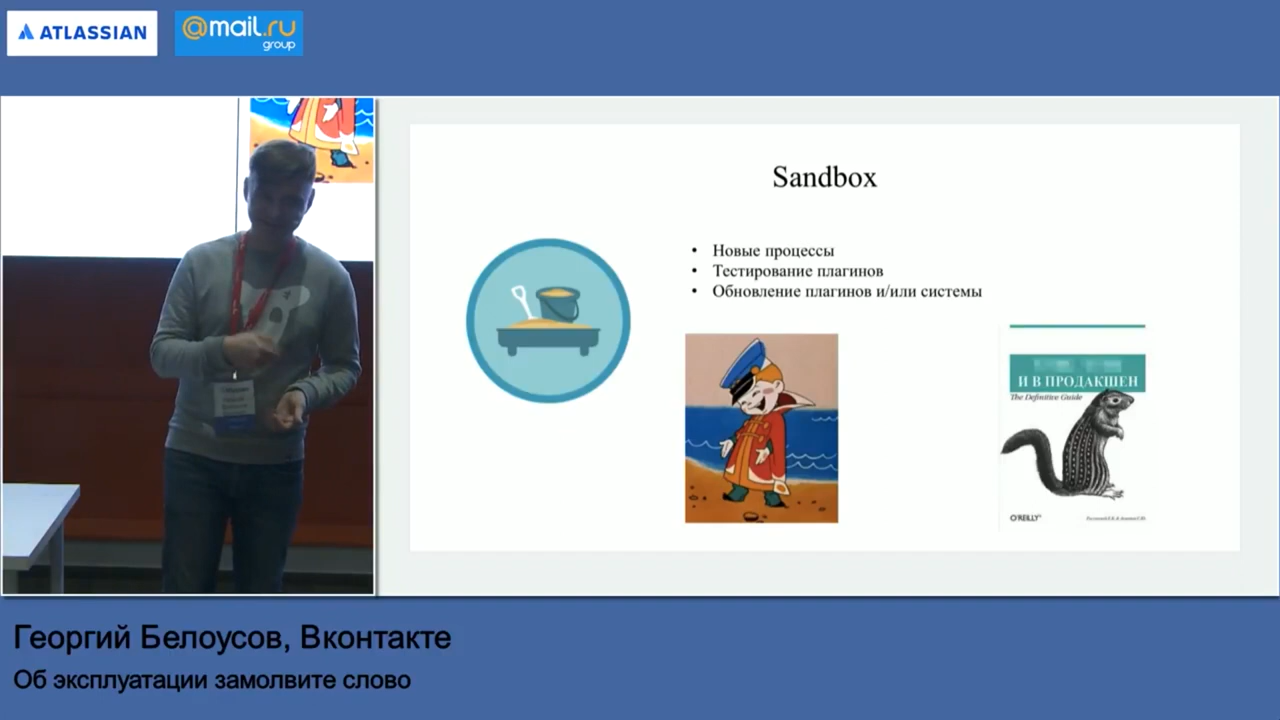 ATLASSIAN
@mail.ru
group
Sandbox
• Новые процессы
• Тестирование плагинов
• Обновление плагинов и/или системы
И В ПРОДАКШЕН
The Definitive Guide
O'REILLY
Георгий Белоусов, Вконтакте
Об эксплуатации замолвите слово